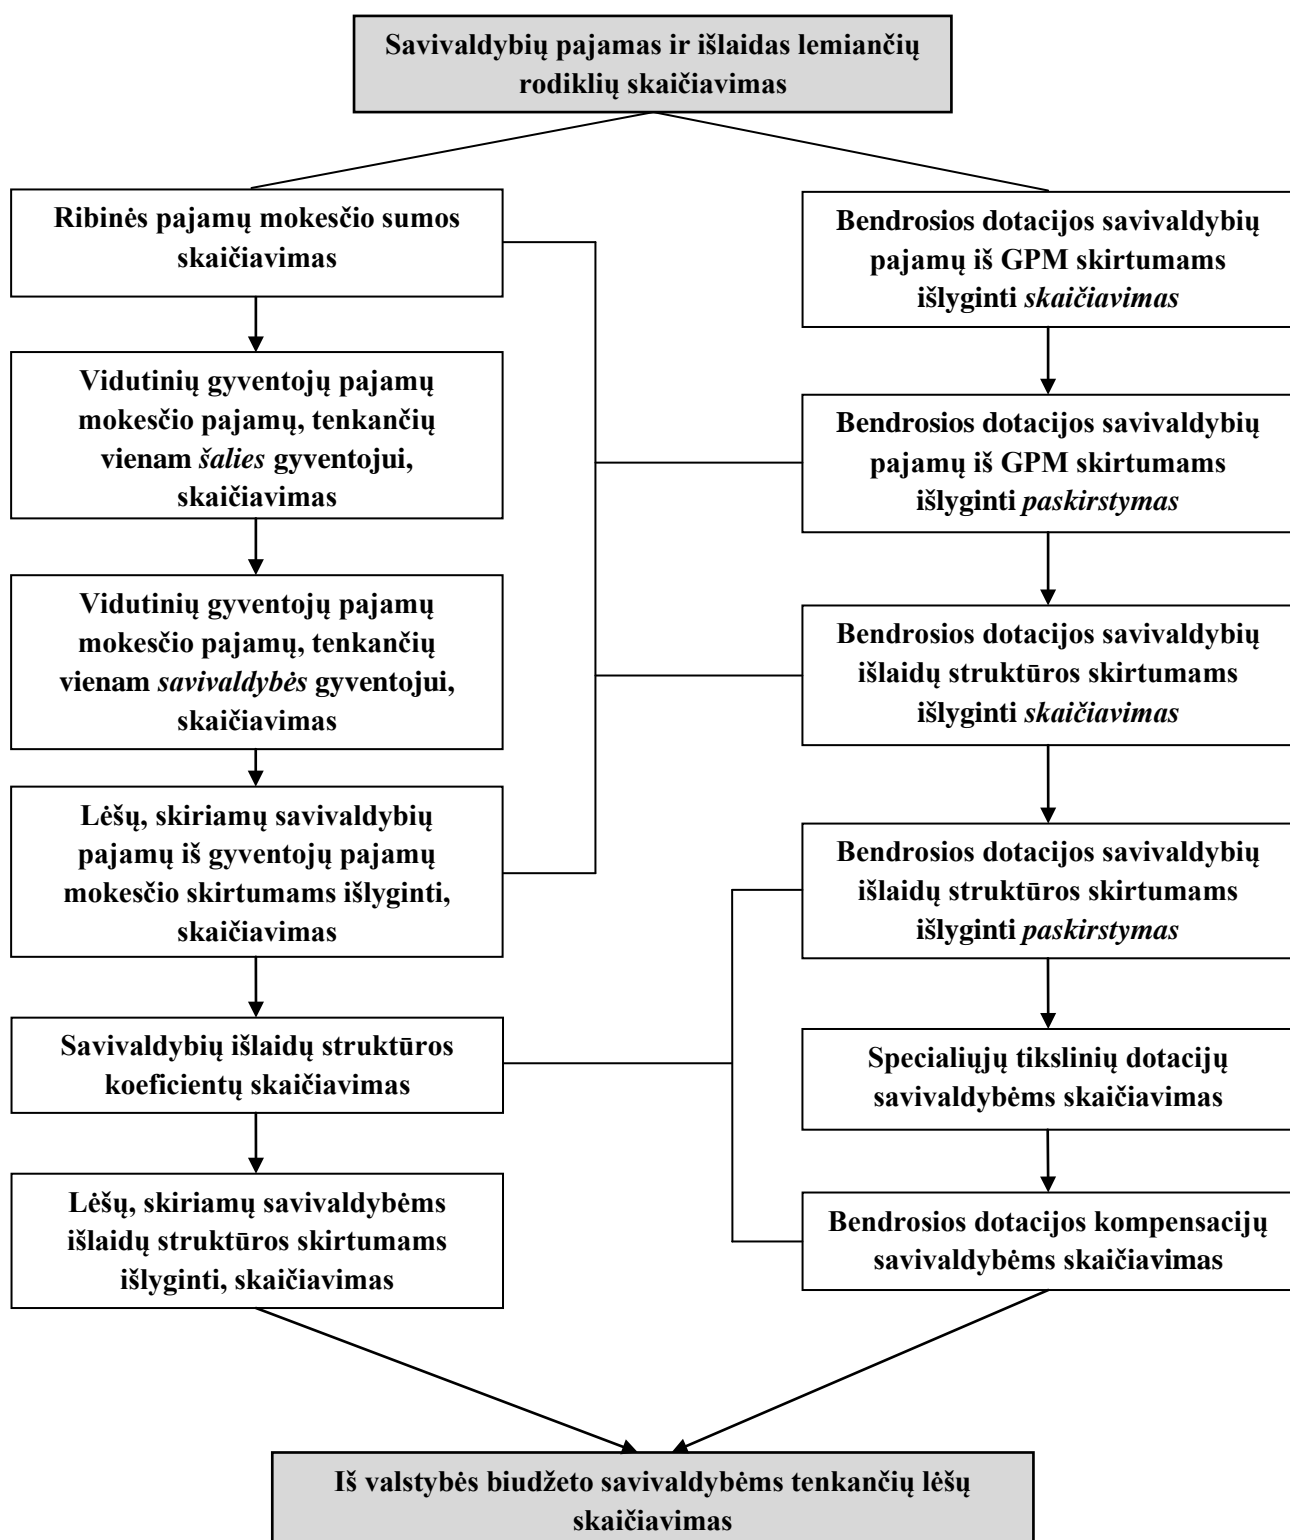 Savivaldybių pajamas ir išlaidas lemiančių
rodiklių skaičiavimas
Ribinės pajamų mokesčio sumos
skaičiavimas
Vidutinių gyventojų pajamų
mokesčio pajamų, tenkančių
vienam šalies gyventojui,
skaičiavimas
Vidutinių gyventojų pajamų
mokesčio pajamų, tenkančių
vienam savivaldybės gyventojui,
skaičiavimas
Lėšų, skiriamų savivaldybių
pajamų iš gyventojų pajamų
mokesčio skirtumams išlyginti,
skaičiavimas
Savivaldybių išlaidų struktūros
koeficientų skaičiavimas
Lėšų, skiriamų savivaldybėms
išlaidų struktūros skirtumams
išlyginti, skaičiavimas
Bendrosios dotacijos savivaldybių
pajamų iš GPM skirtumams
išlyginti skaičiavimas
Bendrosios dotacijos savivaldybių
pajamų iš GPM skirtumams
išlyginti paskirstymas
Bendrosios dotacijos savivaldybių
išlaidų struktūros skirtumams
išlyginti skaičiavimas
Bendrosios dotacijos savivaldybių
išlaidų struktūros skirtumams
išlyginti paskirstymas
Specialiųjų tikslinių dotacijų
savivaldybėms skaičiavimas
Bendrosios dotacijos kompensacijų
savivaldybėms skaičiavimas
Iš valstybės biudžeto savivaldybėms tenkančių lėšų
skaičiavimas